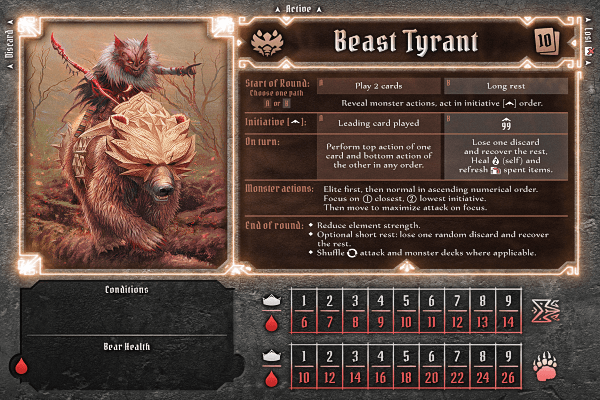 Active
Discard
Lost
Beast Tyrant
10
Start of Round:
Choose one path
A or B
A Play 2 cards
B Long rest
Reveal monster actions, act in initiative [ ] order.
Initiative [ ]:
Leading card played
99
On turn:
Perform top action of one
card and bottom action of
the other in any order.
Lose one discard
and recover the rest.
Heal 2 (self) and
refresh spent items.
Monster actions:
Elite first, then normal in ascending numerical order.
Focus on 1 closest, 2 lowest initiative.
Then move to maximize attack on focus.
End of round:
◆ Reduce element strength.
◆ Optional short rest: lose one random discard and recover
the rest.
◆ Shuffle attack and monster decks where applicable.
Conditions
Bear Health
1 2 3 4 5 6 7 8 9
6 7 8 9 10 11 12 13 14
1 2 3 4 5 6 7 8 9
10 12 14 16 18 20 22 24 26